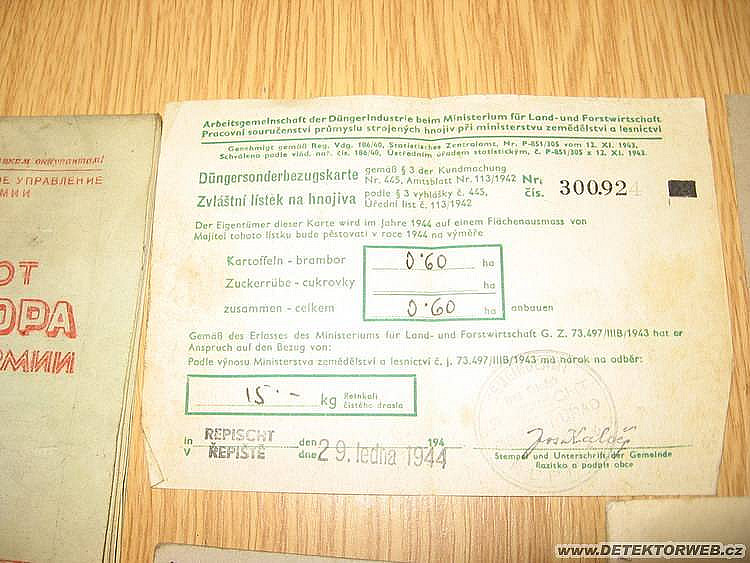 УПРАВЛЕНИЕ
Arbeitsgemeinschaft der Düngerindustrie beim Ministerium für Land- und Forstwirtschaft
Pracovní souručenství průmyslu strojených hnojiv při ministerstvu zemědělství a lesnictví
Genehmigt gemäß Reg. Vdg. 186/40, Statistisches Zentralamt, Nr. P-851/305 vom 12. XI. 1943.
Schváleno podle vlád. nař. čís. 186/40, Ústředním úřadem statistickým, č. P-851/305 z 12. XI. 1943.
Düngersonderbezugskarte gemäß § 3 der Kundmachung Nr. 445, Amtsblatt Nr. 113/1942 Nr.
Zvláštní lístek na hnojiva podle § 3 vyhlášky č. 445, Úřední list č. 113/1942 čís. 300.924
Der Eigentümer dieser Karte wird im Jahre 1944 auf einem Flächenausmass von
Majitel tohoto lístku bude pěstovati v roce 1944 na výměře
Kartoffeln - brambor 0·60 ha
Zuckerrübe - cukrovky ha
zusammen - celkem 0·60 ha anbauen
Gemäß des Erlasses des Ministeriums für Land- und Forstwirtschaft G. Z. 73.497/IIIB/1943 hat er
Anspruch auf den Bezug von:
Podle výnosu Ministerstva zemědělství a lesnictví č. j. 73.497/IIIB/1943 má nárok na odběr:
15·— kg Reinkali
čistého drasla
in REPISCHT den 194
V ŘEPIŠTĚ dne 29. ledna 1944
Stempel und Unterschrift der Gemeinde
Razítko a podpis obce
www.DETEKTORWEB.cz